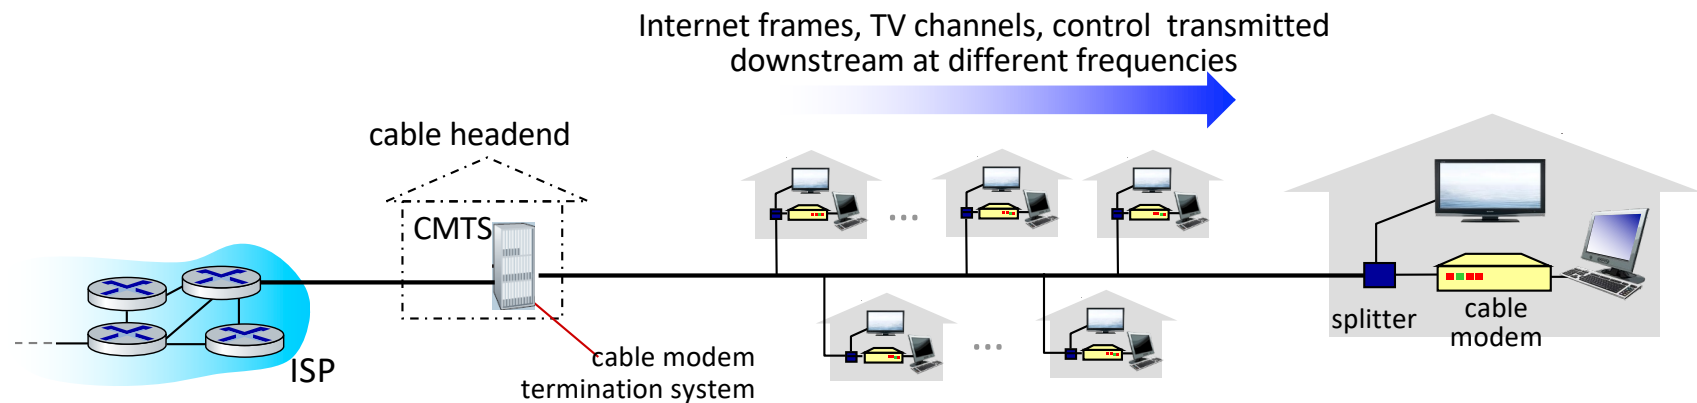 Internet frames, TV channels, control transmitted
downstream at different frequencies
cable headend
CMTS
ISP
cable modem
termination system
splitter
cable
modem